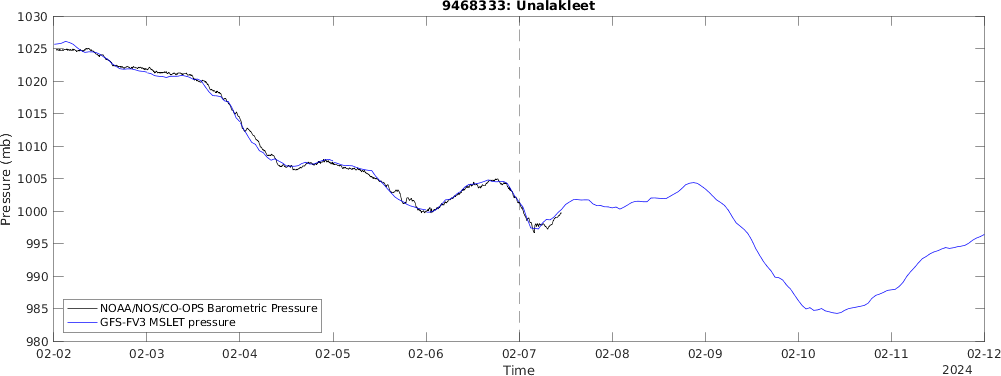 9468333: Unalakleet
1030
1025
1020
1015
1010
1005
1000
995
990
985
980
Pressure (mb)
NOAA/NOS/CO-OPS Barometric Pressure
GFS-FV3 MSLET pressure
02-02 02-03 02-04 02-05 02-06 02-07 02-08 02-09 02-10 02-11 02-12
Time
2024